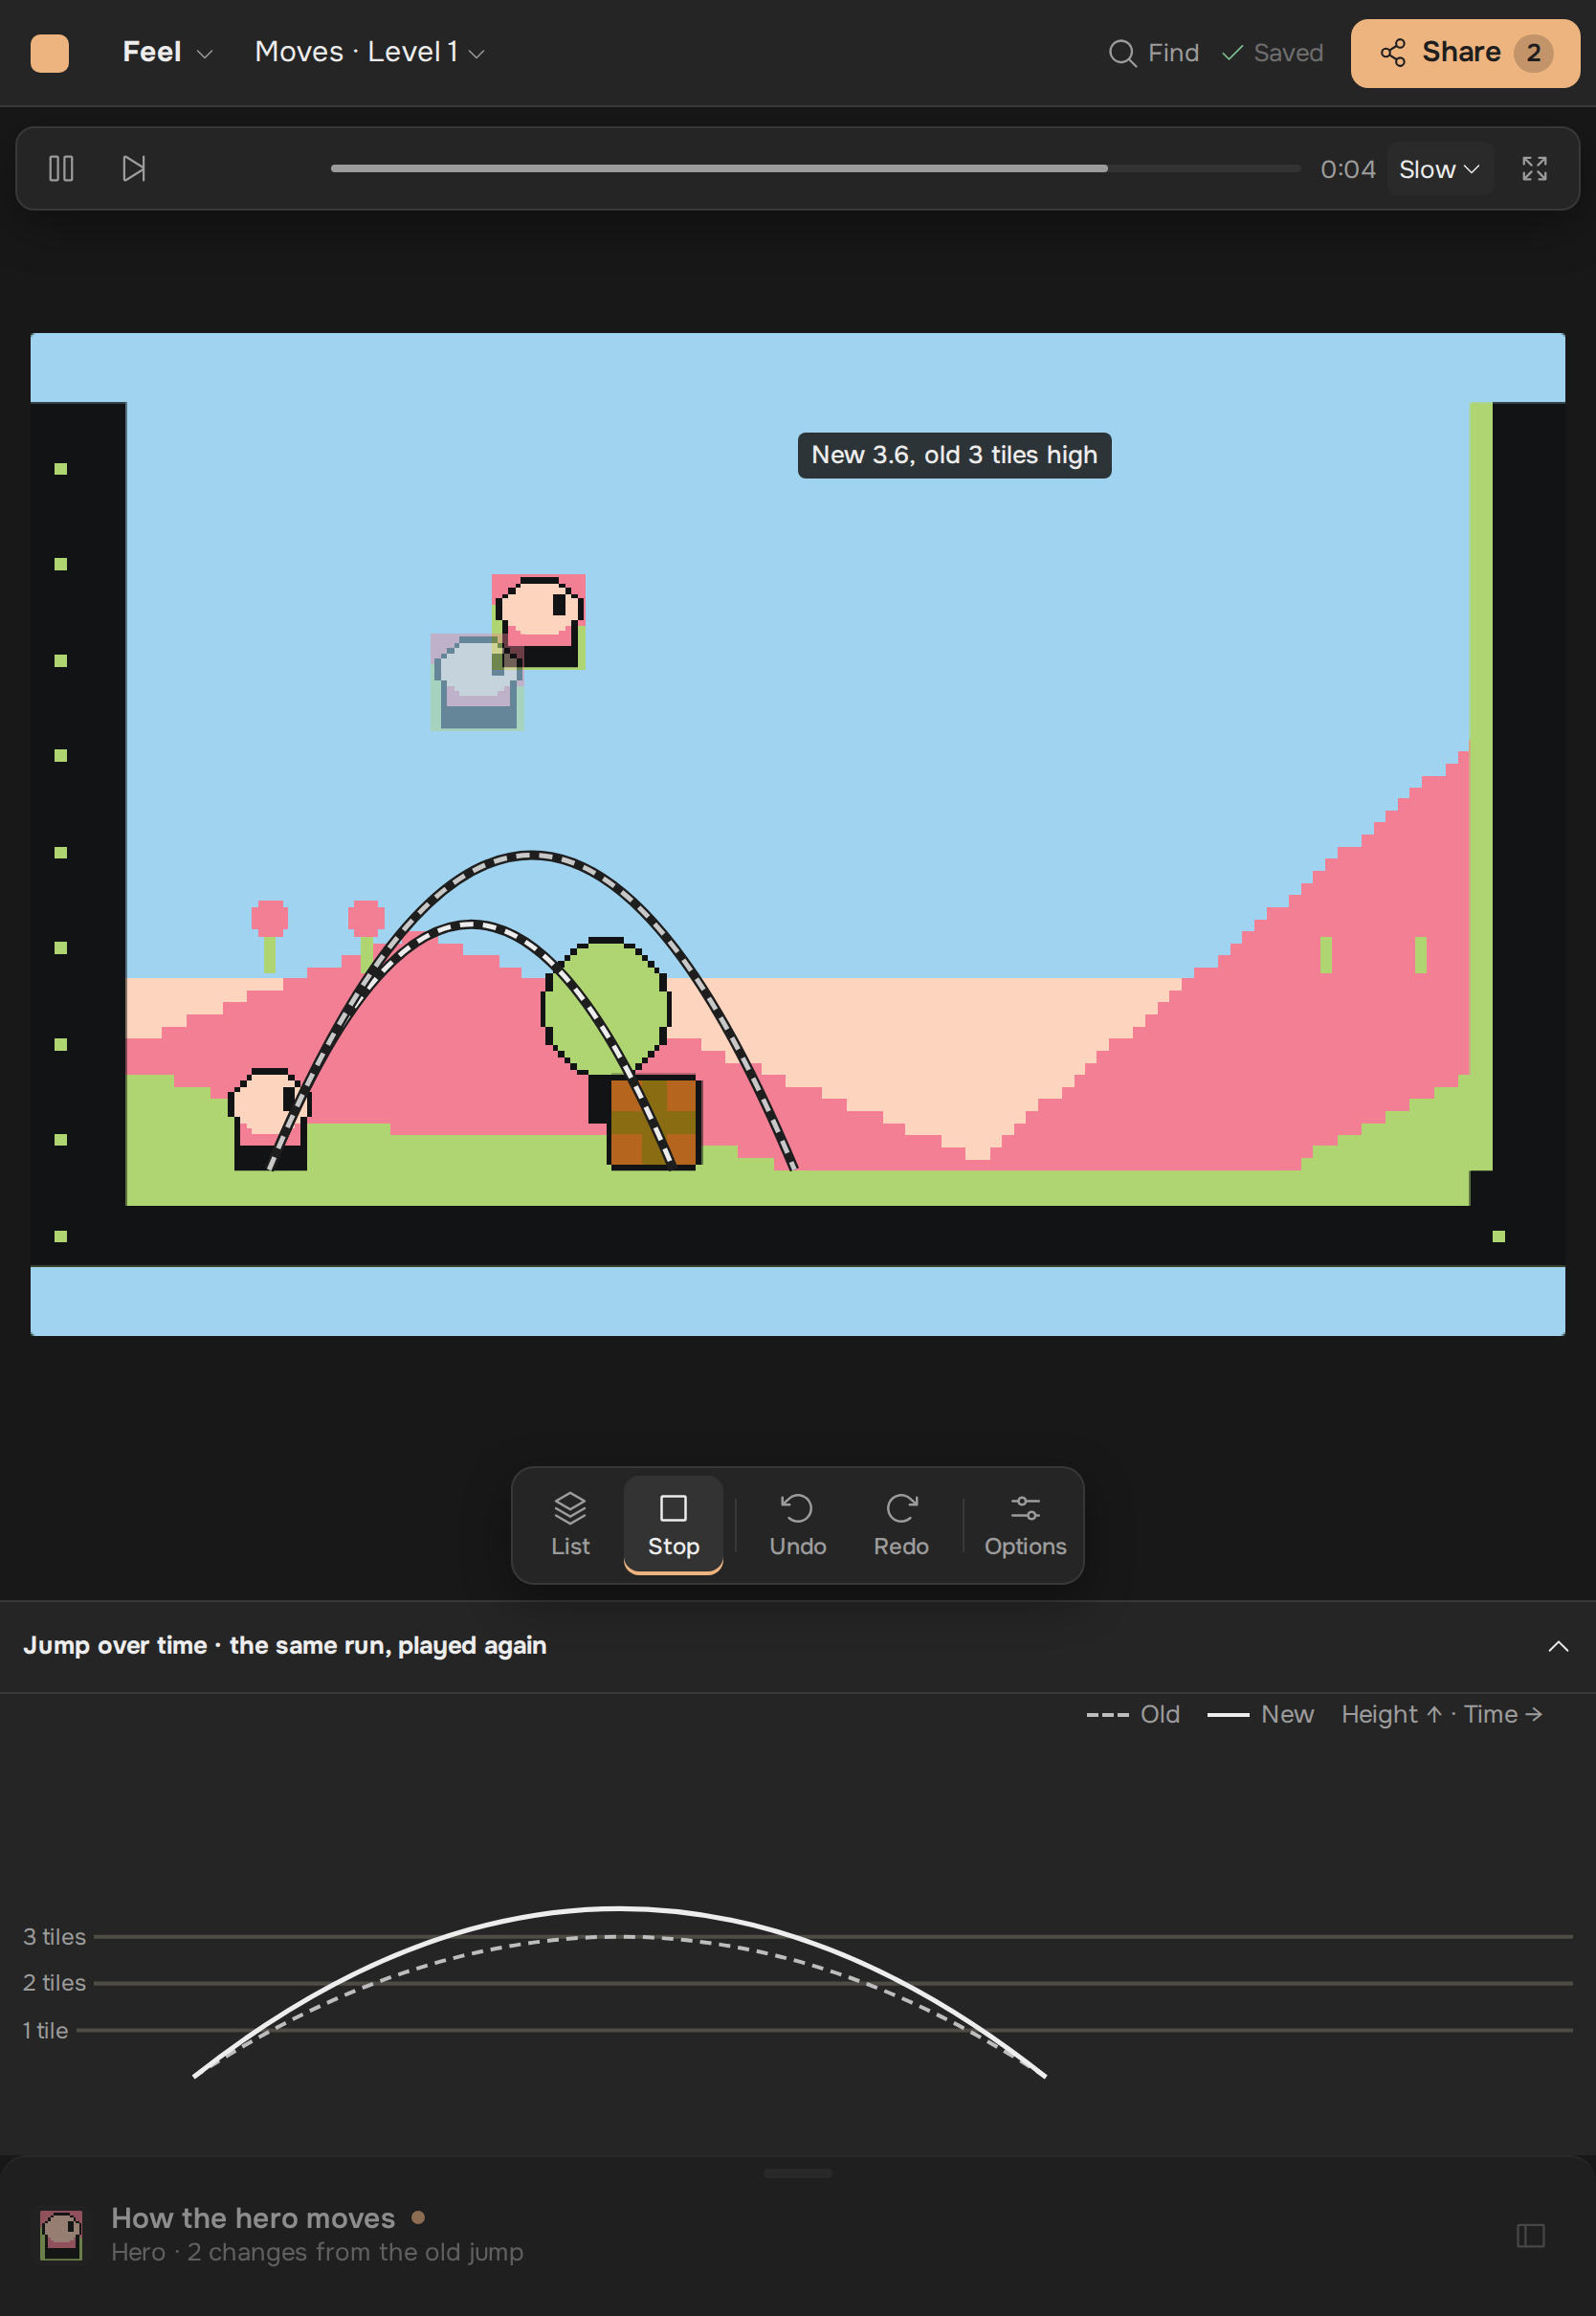 Feel
Moves · Level 1
Find
Saved
Share 2
0:04
Slow
New 3.6, old 3 tiles high
List
Stop
Undo
Redo
Options
Jump over time · the same run, played again
Old
New
Height ↑ · Time →
3 tiles
2 tiles
1 tile
How the hero moves
Hero · 2 changes from the old jump